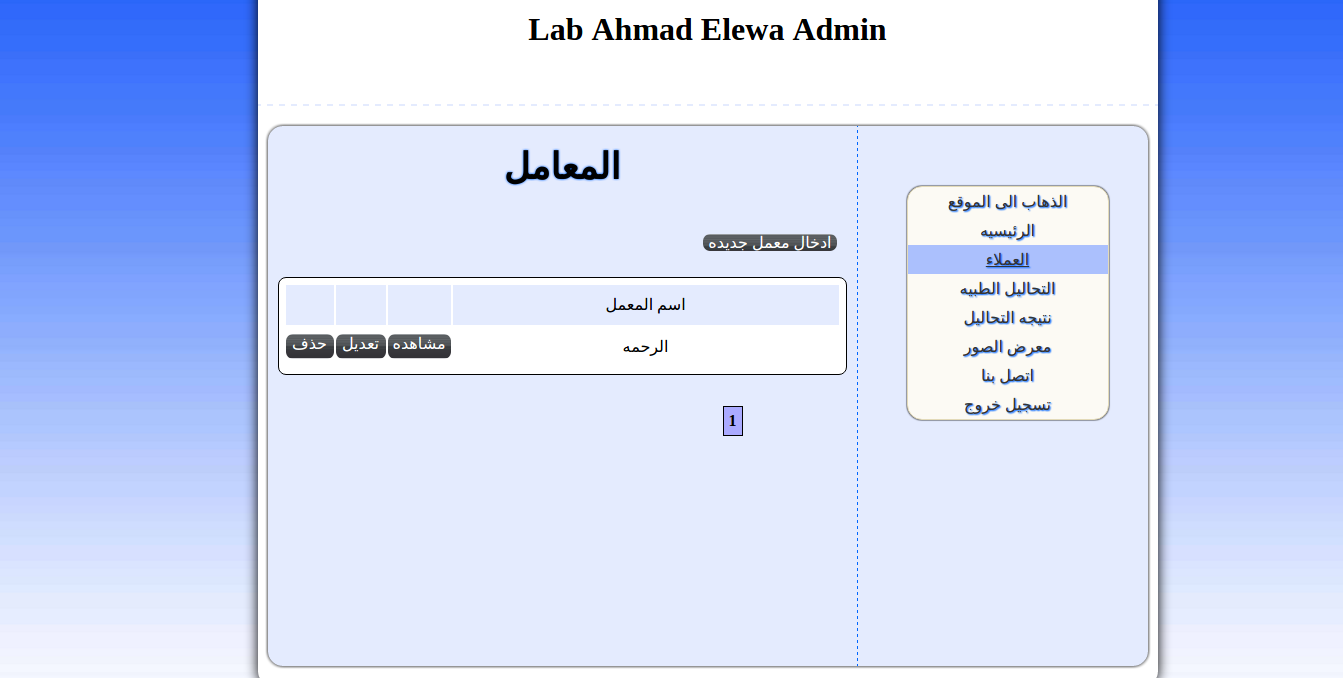 Lab Ahmad Elewa Admin
الذهاب الى الموقع
الرئيسيه
العملاء
التحاليل الطبيه
نتيجه التحاليل
معرض الصور
اتصل بنا
تسجيل خروج
المعامل
ادخال معمل جديده
اسم المعمل
الرحمه مشاهده تعديل حذف
1